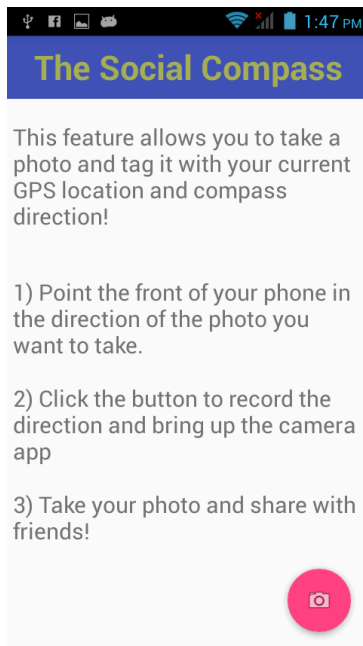 1:47 PM
The Social Compass
This feature allows you to take a
photo and tag it with your current
GPS location and compass
direction!
1) Point the front of your phone in
the direction of the photo you
want to take.
2) Click the button to record the
direction and bring up the camera
app
3) Take your photo and share with
friends!